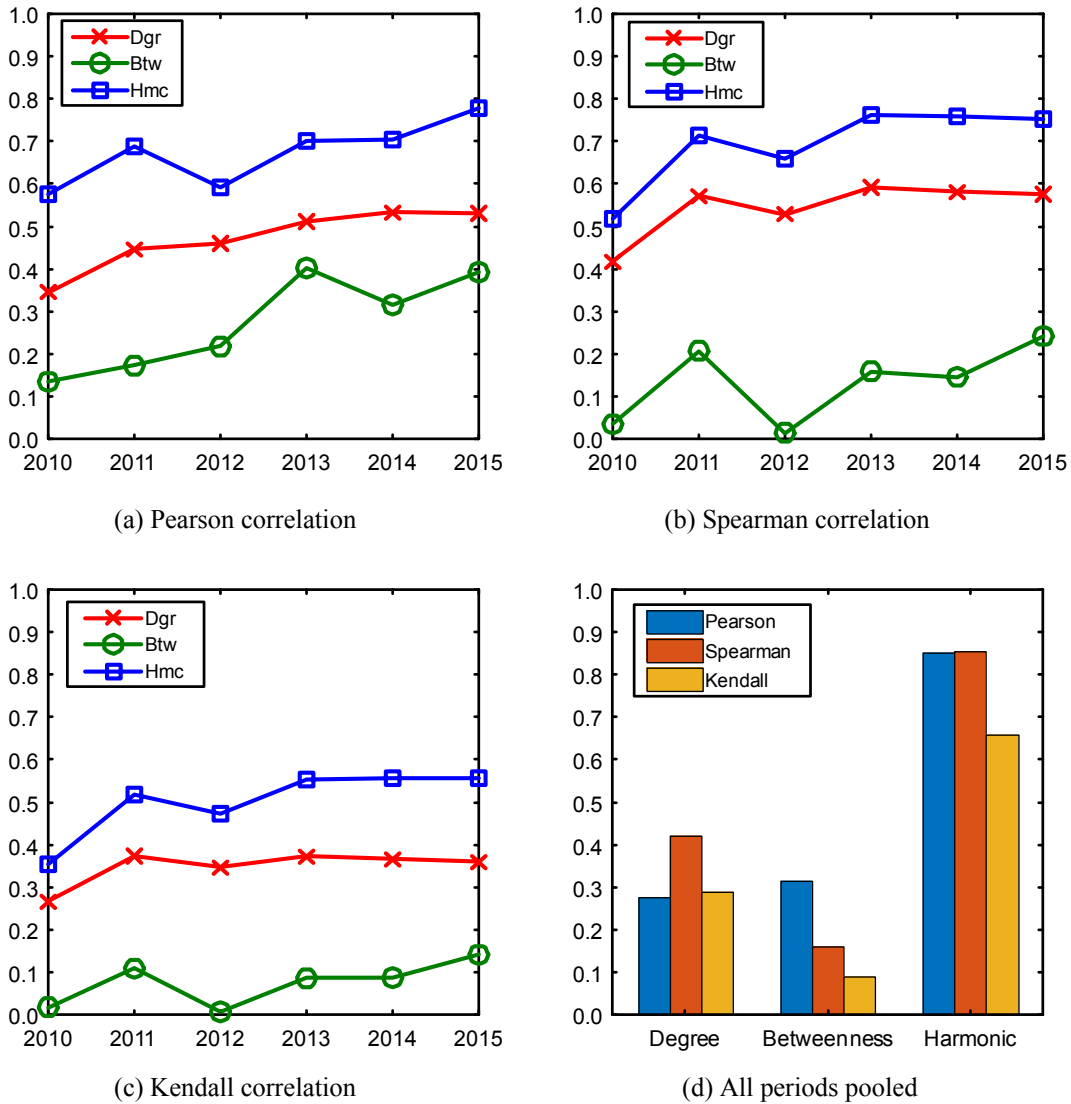 1.0
0.9
0.8
0.7
0.6
0.5
0.4
0.3
0.2
0.1
0.0
Dgr
Btw
Hmc
2010 2011 2012 2013 2014 2015
(a) Pearson correlation
1.0
0.9
0.8
0.7
0.6
0.5
0.4
0.3
0.2
0.1
0.0
Dgr
Btw
Hmc
2010 2011 2012 2013 2014 2015
(b) Spearman correlation
1.0
0.9
0.8
0.7
0.6
0.5
0.4
0.3
0.2
0.1
0.0
Dgr
Btw
Hmc
2010 2011 2012 2013 2014 2015
(c) Kendall correlation
1.0
0.9
0.8
0.7
0.6
0.5
0.4
0.3
0.2
0.1
0.0
Pearson
Spearman
Kendall
Degree Betweenness Harmonic
(d) All periods pooled